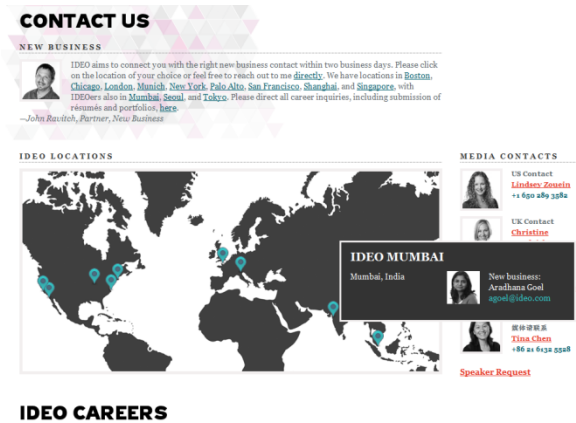 CONTACT US
NEW BUSINESS
IDEO aims to connect you with the right new business contact within two business days. Please click
on the location of your choice or feel free to reach out to me directly. We have locations in Boston,
Chicago, London, Munich, New York, Palo Alto, San Francisco, Shanghai, and Singapore, with
IDEOers also in Mumbai, Seoul, and Tokyo. Please direct all career inquiries, including submission of
résumés and portfolios, here.
—John Ravitch, Partner, New Business
IDEO LOCATIONS
MEDIA CONTACTS
US Contact
Lindsey Zouein
+1 650 289 3582
UK Contact
Christine
IDEO MUMBAI
Mumbai, India
New business:
Aradhana Goel
agoel@ideo.com
Tina Chen
+86 21 6132 5528
Speaker Request
IDEO CAREERS